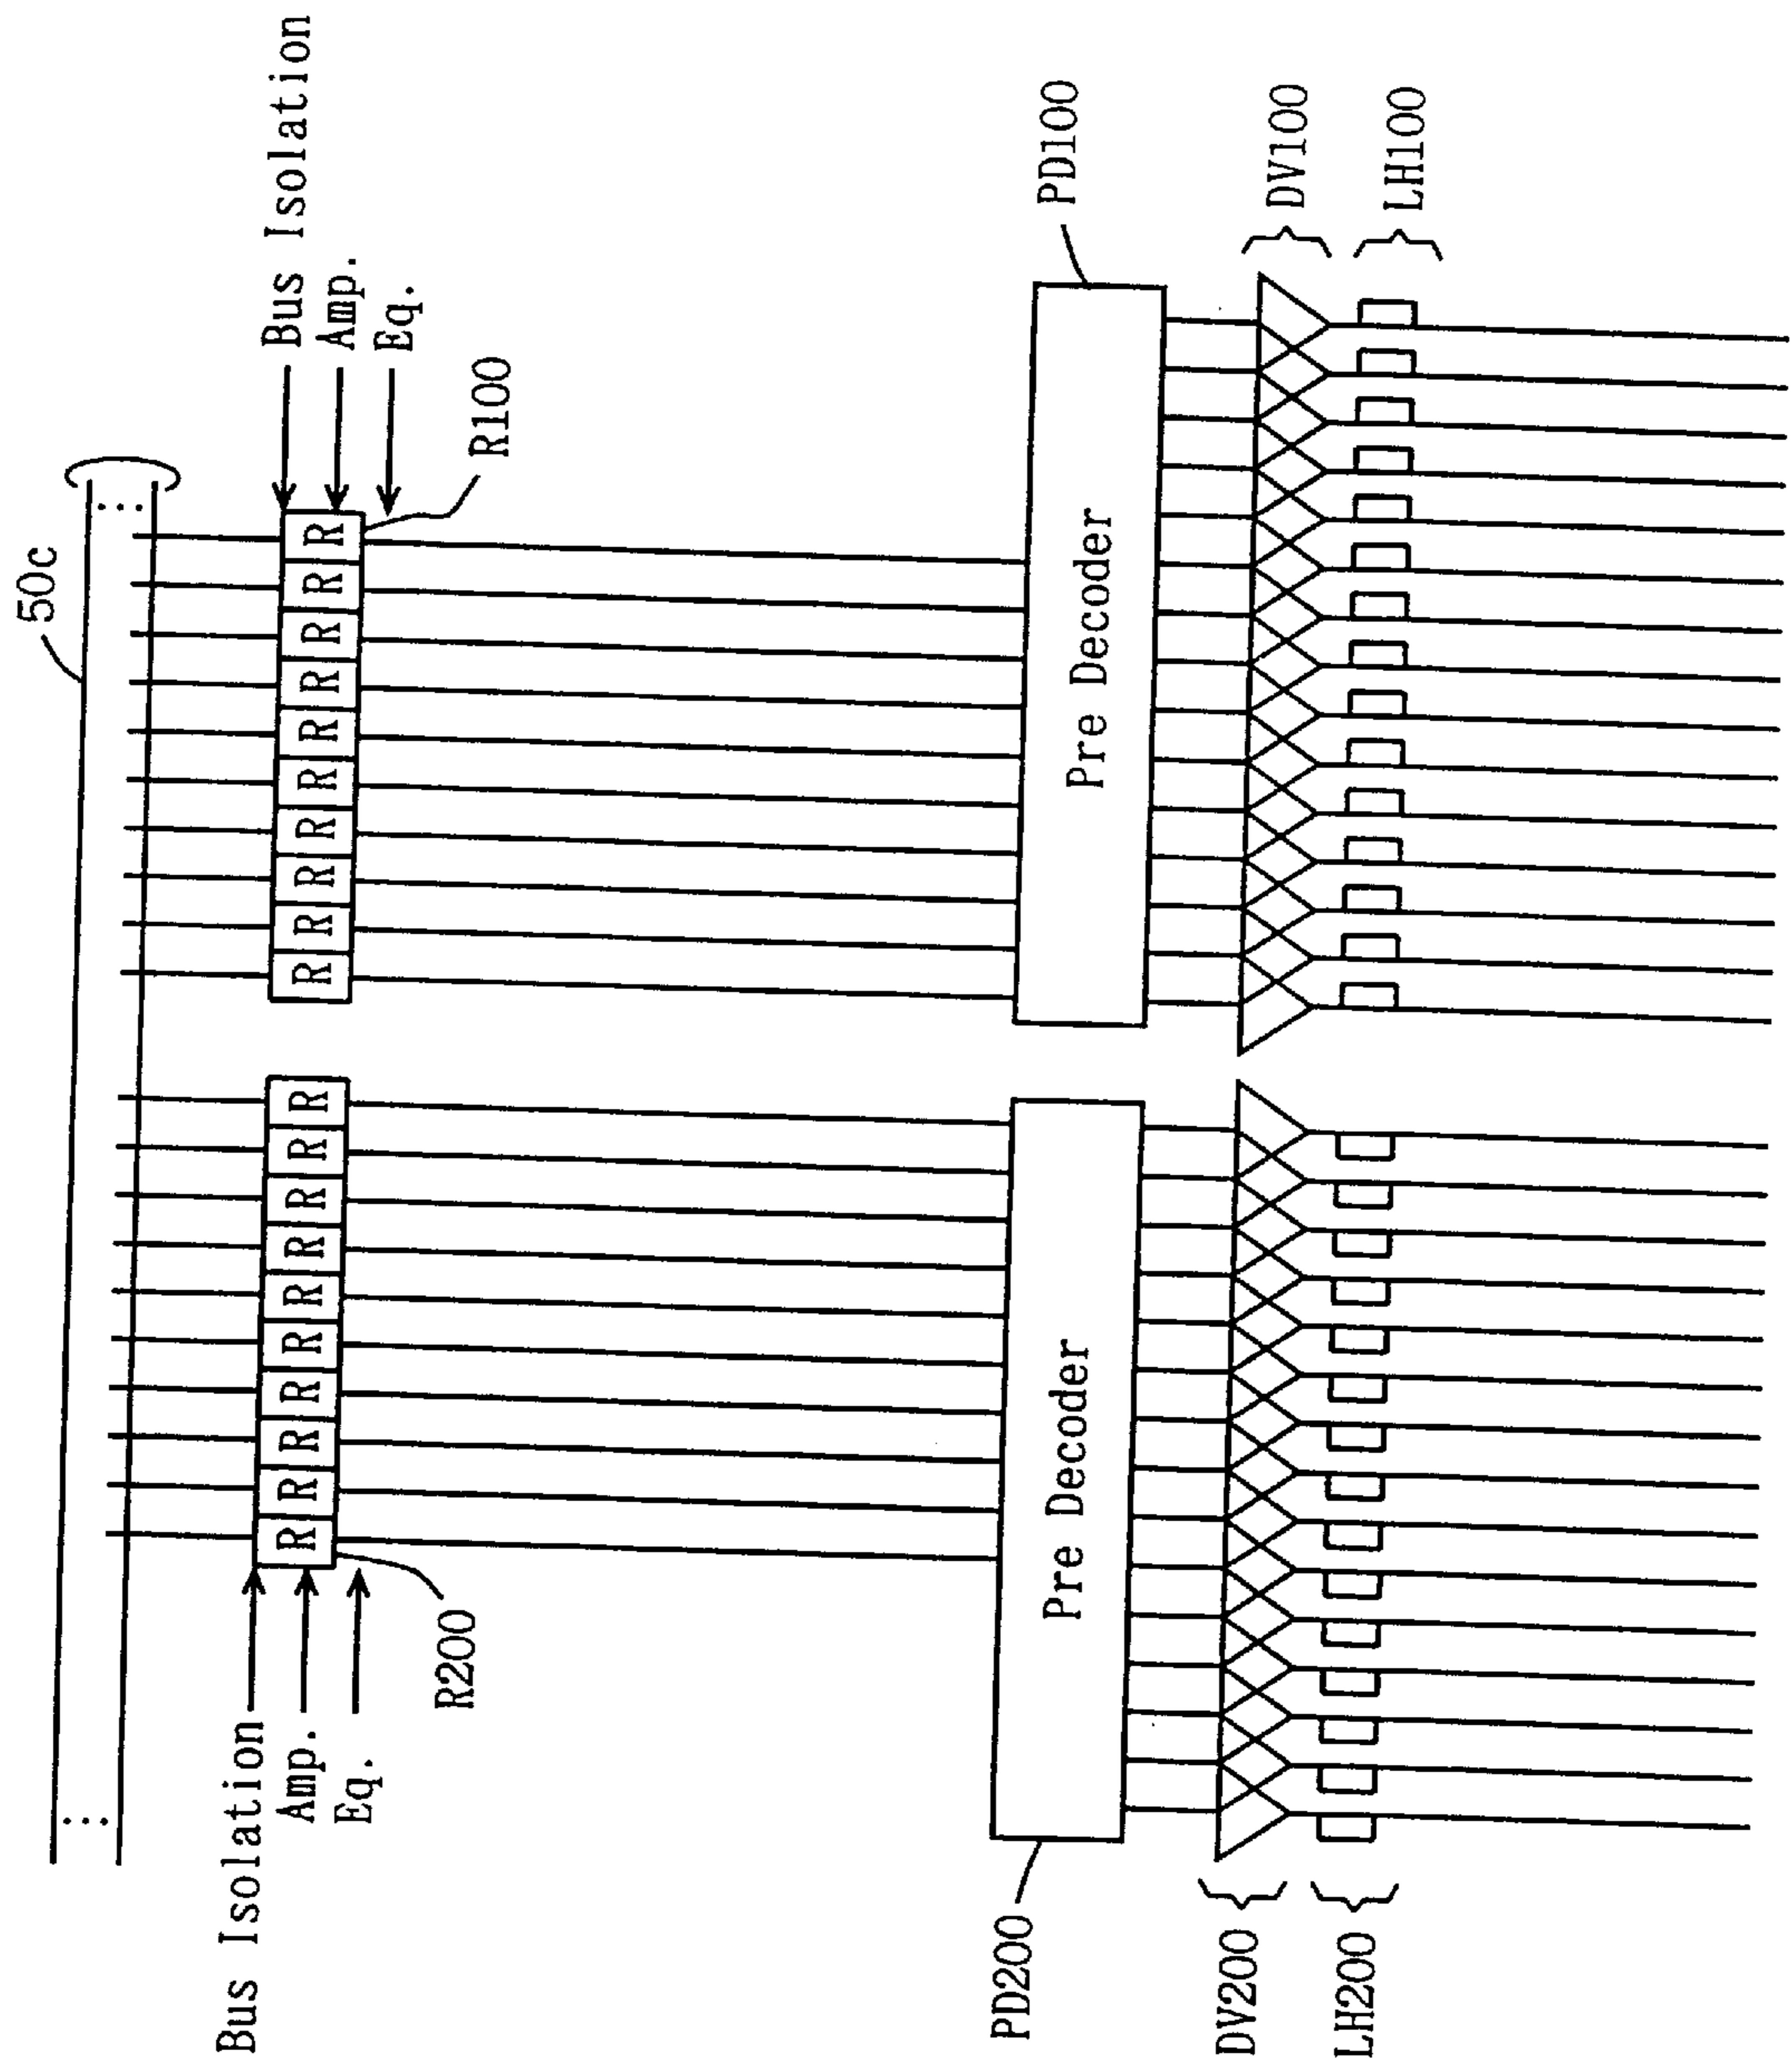 50c
Bus Isolation
Amp.
Eq.
R R R R R R R R R R
R100
R R R R R R R R R R
Bus Isolation
Amp.
Eq.
R200
Pre Decoder
PD100
Pre Decoder
PD200
DV100
LH100
DV200
LH200